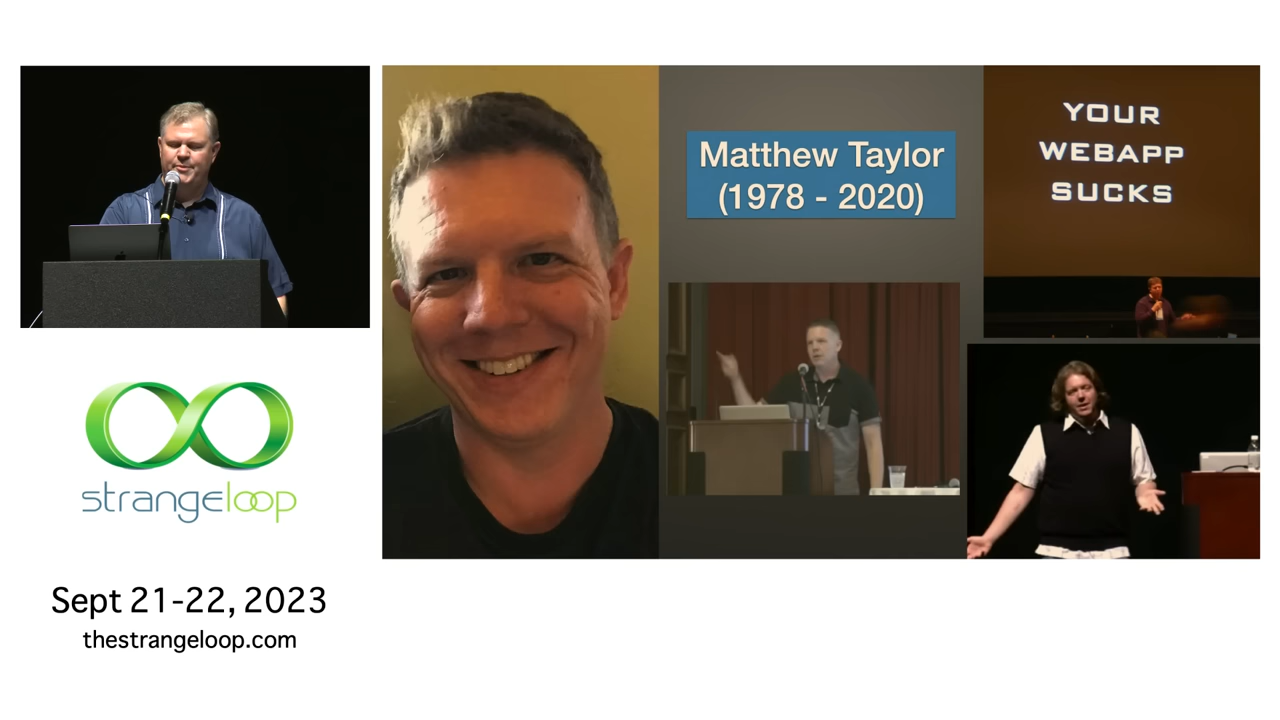 strangeloop
Sept 21-22, 2023
thestrangeloop.com
Matthew Taylor
(1978 - 2020)
YOUR
WEBAPP
SUCKS